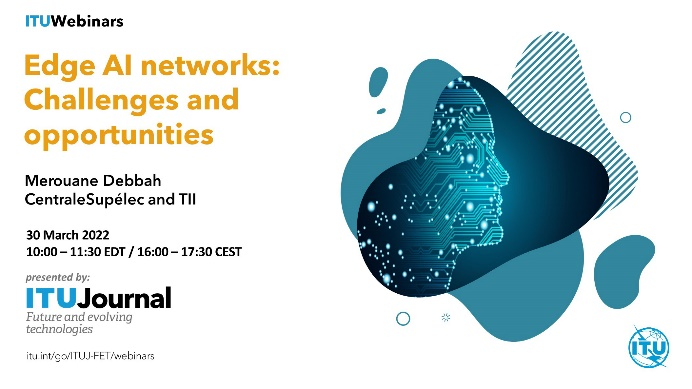 ITUWebinars
Edge AI networks:
Challenges and
opportunities
Merouane Debbah
CentraleSupélec and TII
30 March 2022
10:00 – 11:30 EDT / 16:00 – 17:30 CEST
presented by:
ITUJournal
Future and evolving
technologies
itu.int/go/ITUJ-FET/webinars
ITU